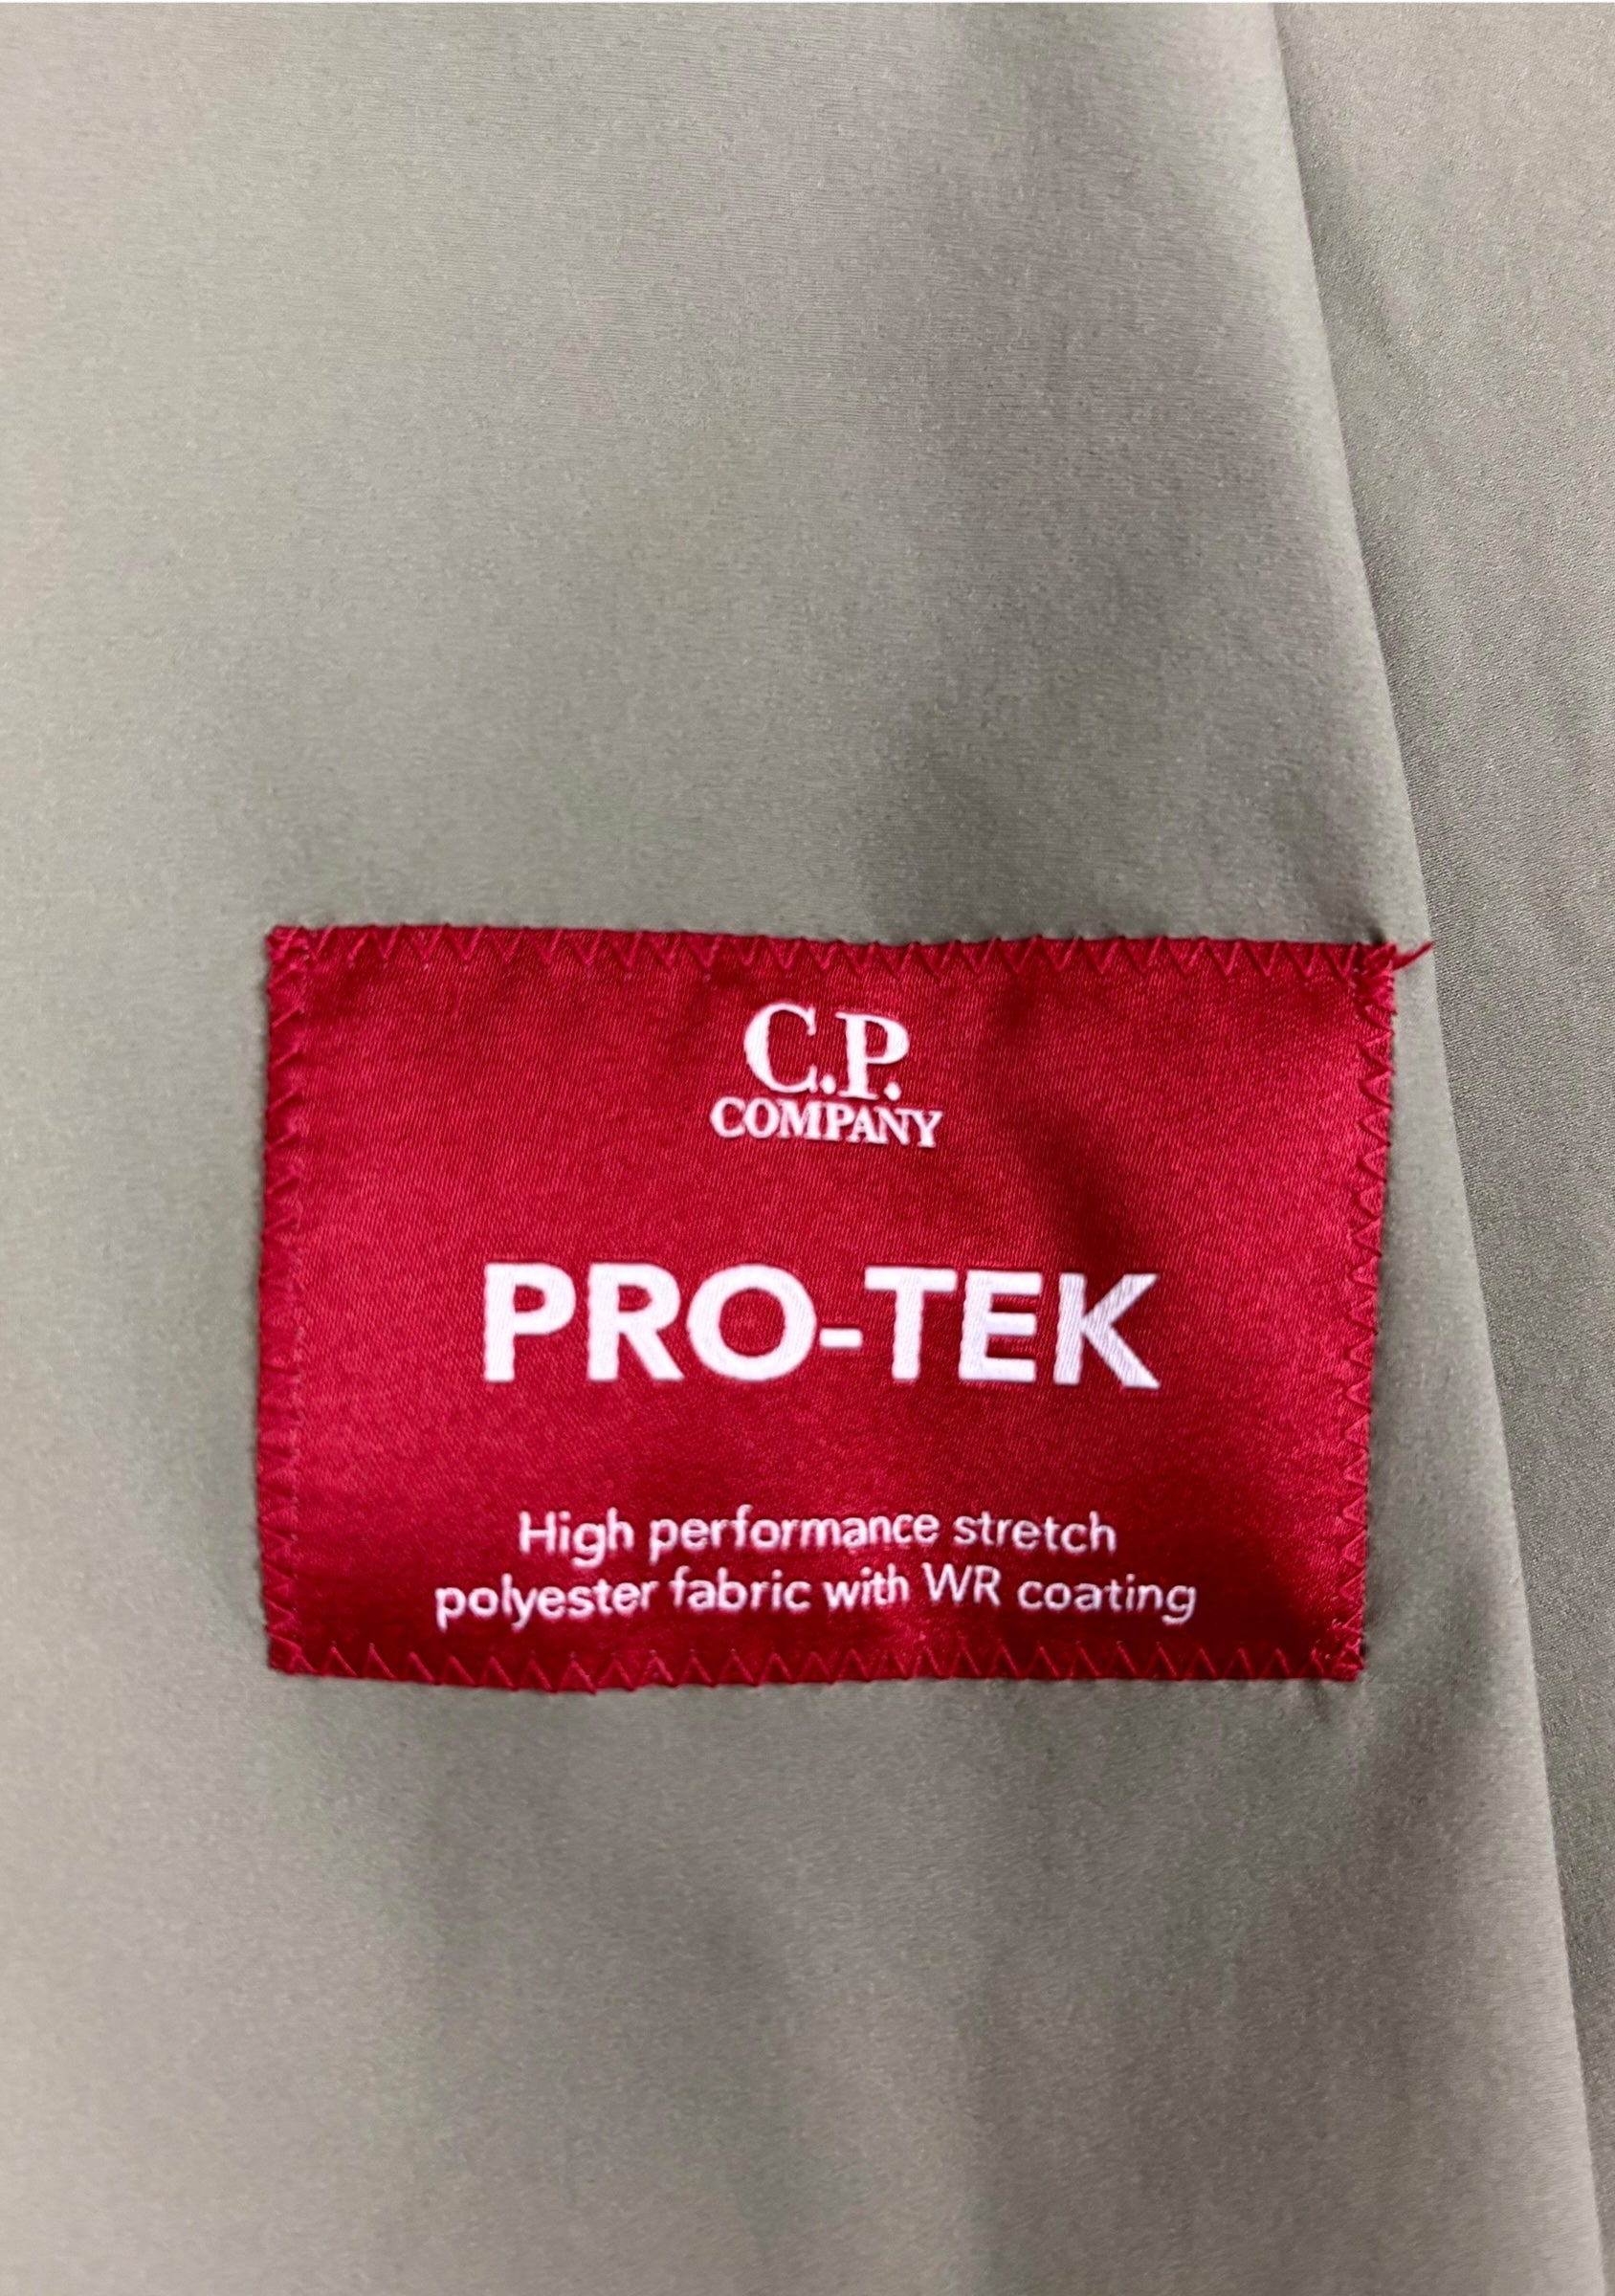 C.P.
COMPANY
PRO-TEK
High performance stretch
polyester fabric with WR coating